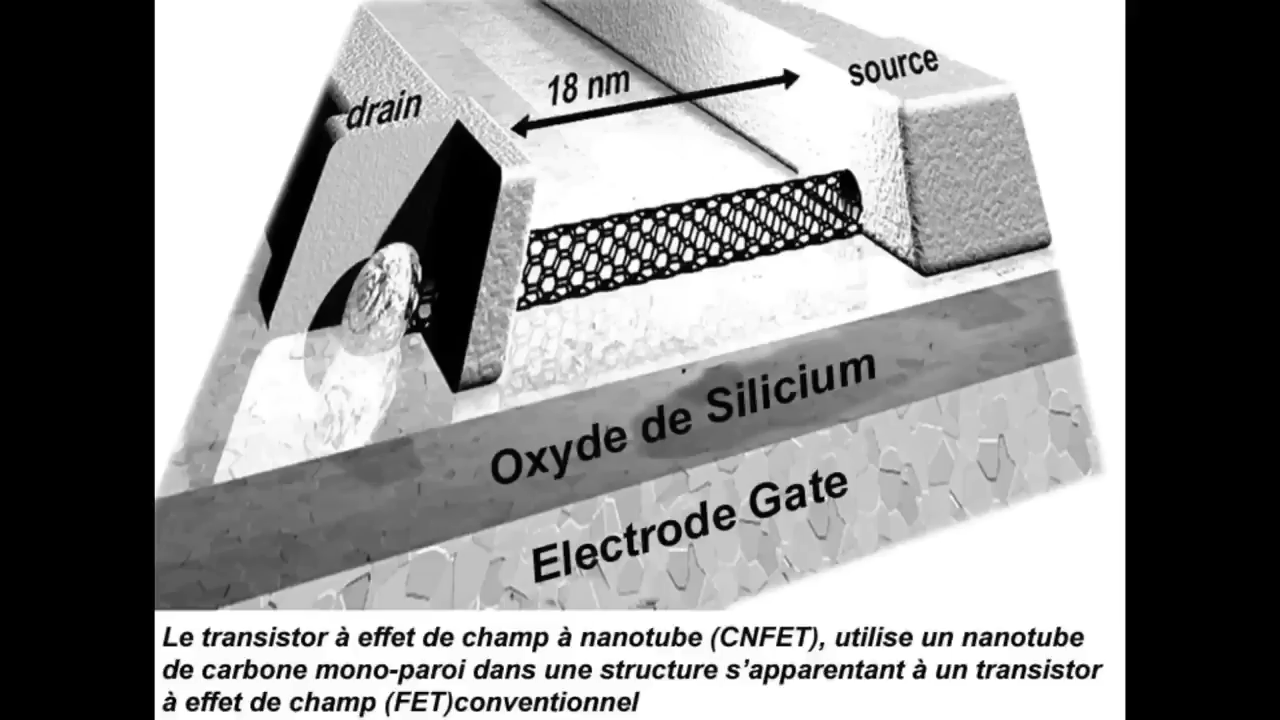 drain
18 nm
source
Oxyde de Silicium
Electrode Gate
Le transistor à effet de champ à nanotube (CNFET), utilise un nanotube
de carbone mono-paroi dans une structure s’apparentant à un transistor
à effet de champ (FET)conventionnel